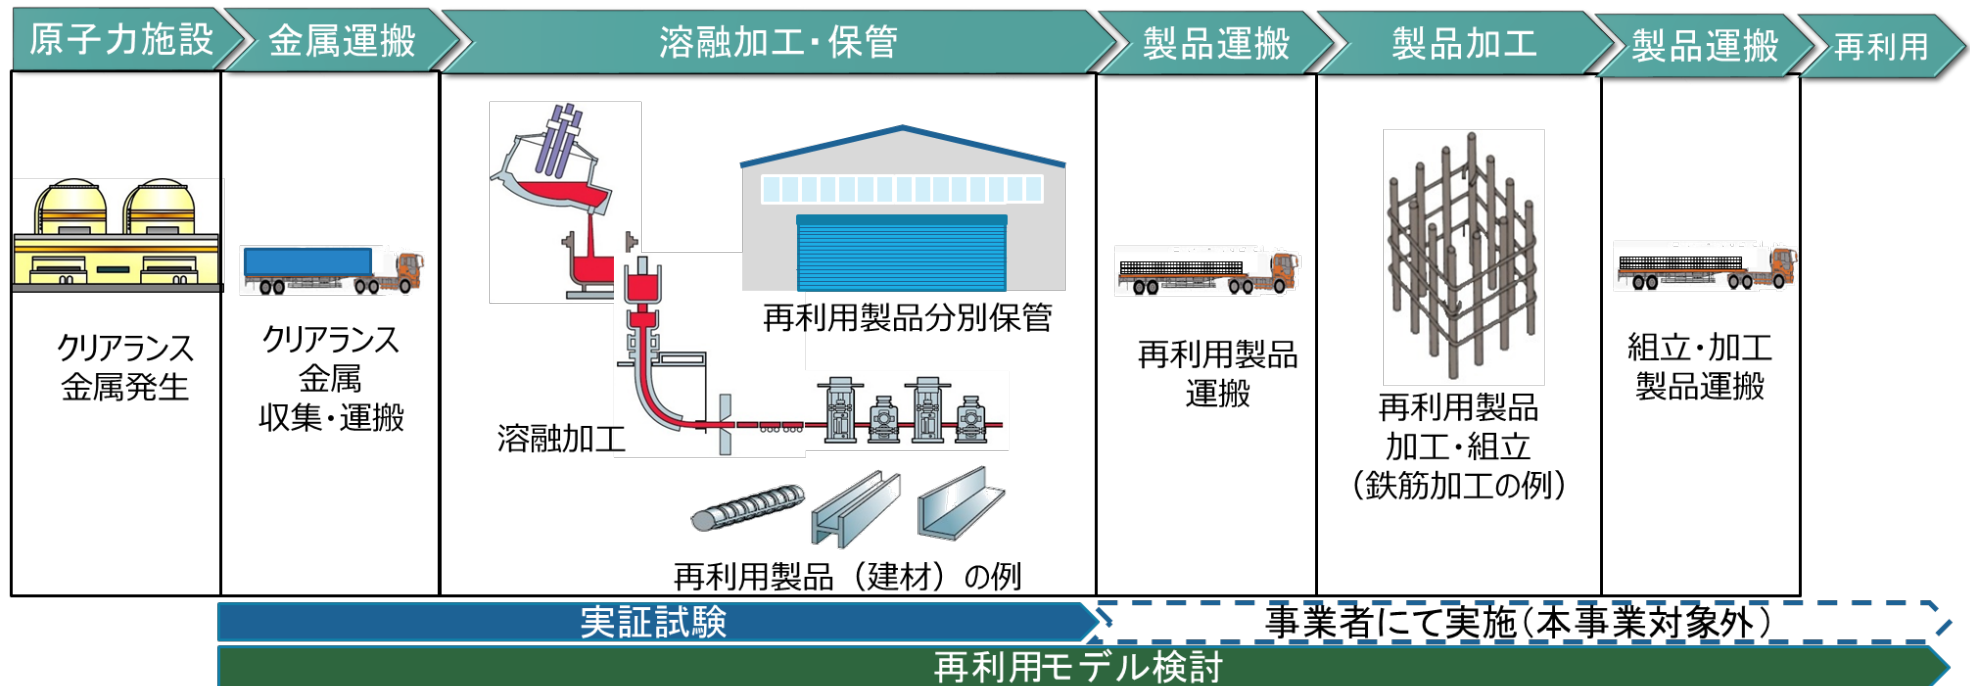 原子力施設
金属運搬
溶融加工・保管
製品運搬
製品加工
製品運搬
再利用
クリアランス
金属発生
クリアランス
金属
収集・運搬
溶融加工
再利用製品分別保管
再利用製品（建材）の例
再利用製品
運搬
再利用製品
加工・組立
（鉄筋加工の例）
組立・加工
製品運搬
実証試験
事業者にて実施（本事業対象外）
再利用モデル検討